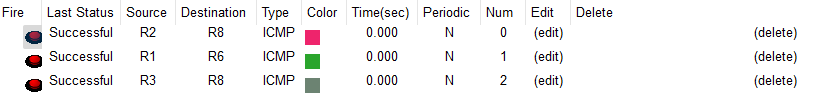 Fire Last Status Source Destination Type Color Time(sec) Periodic Num Edit Delete
Successful R2 R8 ICMP 0.000 N 0 (edit) (delete)
Successful R1 R6 ICMP 0.000 N 1 (edit) (delete)
Successful R3 R8 ICMP 0.000 N 2 (edit) (delete)